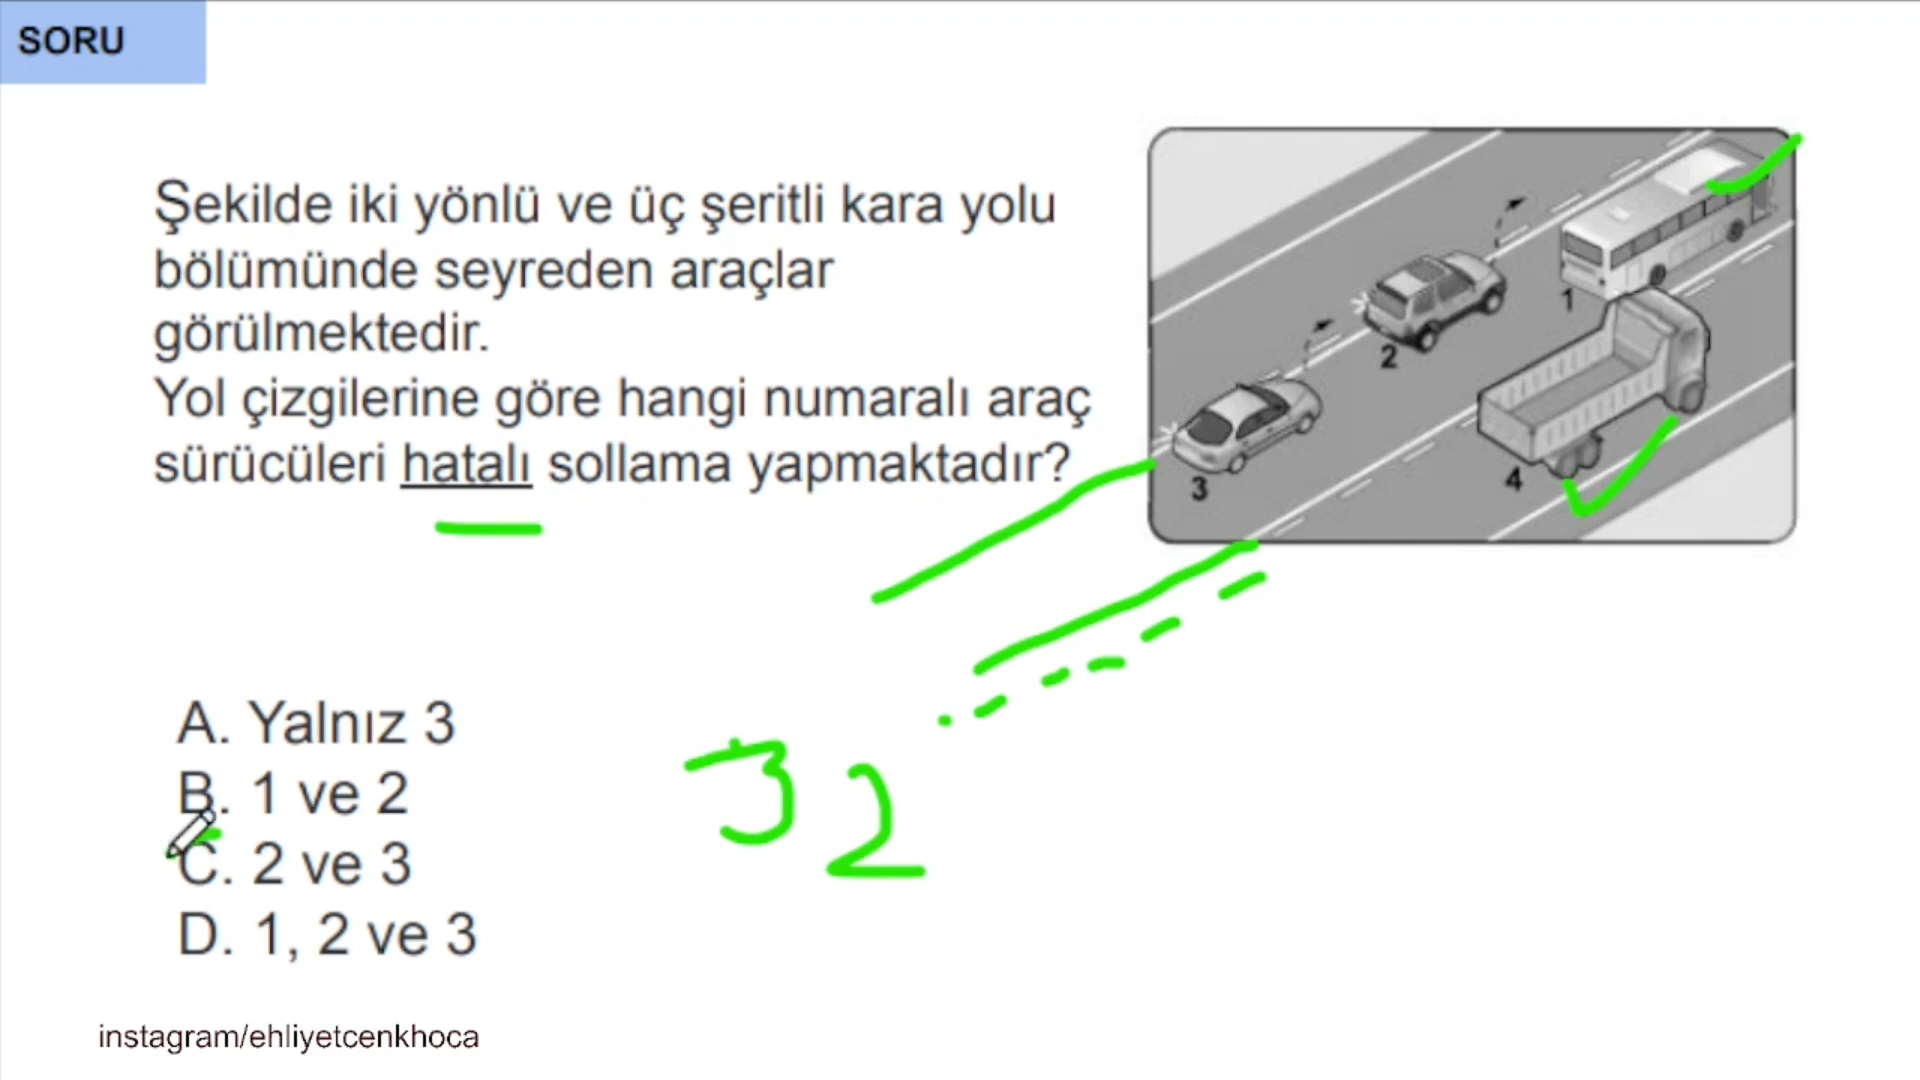 SORU
Şekilde iki yönlü ve üç şeritli kara yolu
bölümünde seyreden araçlar
görülmektedir.
Yol çizgilerine göre hangi numaralı araç
sürücüleri hatalı sollama yapmaktadır?
1
2
3
4
A. Yalnız 3
B. 1 ve 2
C. 2 ve 3
D. 1, 2 ve 3
3 2
instagram/ehliyetcenkhoca